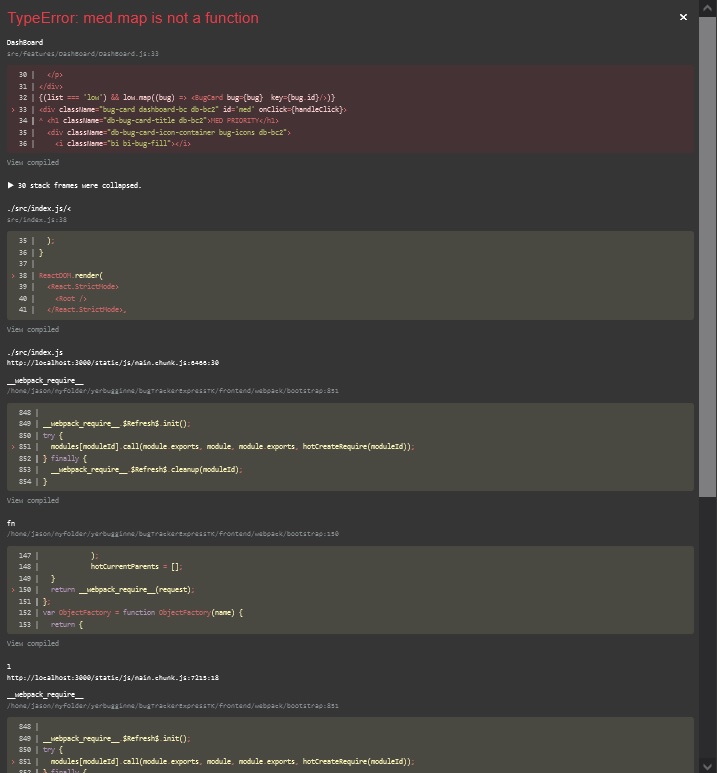 TypeError: med.map is not a function
×
DashBoard
src/features/DashBoard/DashBoard.js:33
30 | </p>
31 | </div>
32 | {(list === 'low') && low.map((bug) => <BugCard bug={bug} key={bug.id}/>)}
> 33 | <div className="bug-card dashboard-bc db-bc2" id='med' onClick={handleClick}>
34 | ^ <h1 className="db-bug-card-title db-bc2">MED PRIORITY</h1>
35 | <div className="db-bug-card-icon-container bug-icons db-bc2">
36 | <i className="bi bi-bug-fill"></i>
View compiled
▶ 30 stack frames were collapsed.
./src/index.js/<
src/index.js:38
35 | );
36 | }
37 |
> 38 | ReactDOM.render(
39 | <React.StrictMode>
40 | <Root />
41 | </React.StrictMode>,
View compiled
./src/index.js
http://localhost:3000/static/js/main.chunk.js:6466:30
__webpack_require__
/home/jason/myfolder/yerbugginme/bugTrackerExpressTK/frontend/webpack/bootstrap:851
848 |
849 | __webpack_require__.$Refresh$.init();
850 | try {
> 851 | modules[moduleId].call(module.exports, module, module.exports, hotCreateRequire(moduleId));
852 | } finally {
853 | __webpack_require__.$Refresh$.cleanup(moduleId);
854 | }
View compiled
fn
/home/jason/myfolder/yerbugginme/bugTrackerExpressTK/frontend/webpack/bootstrap:150
147 | );
148 | hotCurrentParents = [];
149 | }
> 150 | return __webpack_require__(request);
151 | };
152 | var ObjectFactory = function ObjectFactory(name) {
153 | return {
View compiled
1
http://localhost:3000/static/js/main.chunk.js:7215:18
__webpack_require__
/home/jason/myfolder/yerbugginme/bugTrackerExpressTK/frontend/webpack/bootstrap:851
848 |
849 | __webpack_require__.$Refresh$.init();
850 | try {
> 851 | modules[moduleId].call(module.exports, module, module.exports, hotCreateRequire(moduleId));
852 | } finally {